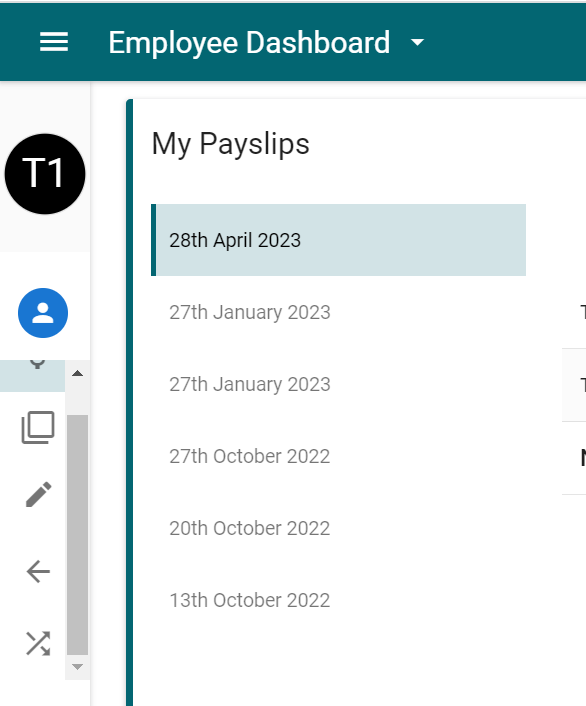 Employee Dashboard
T1
My Payslips
28th April 2023
27th January 2023
27th January 2023
27th October 2022
20th October 2022
13th October 2022